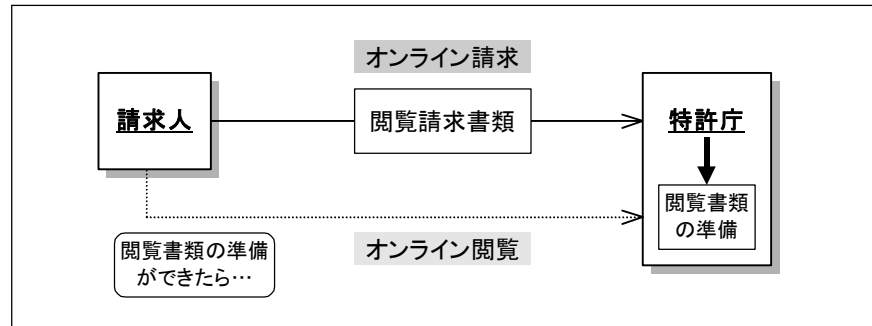 オンライン請求
請求人
閲覧請求書類
特許庁
閲覧書類
の準備
閲覧書類の準備
ができたら…
オンライン閲覧